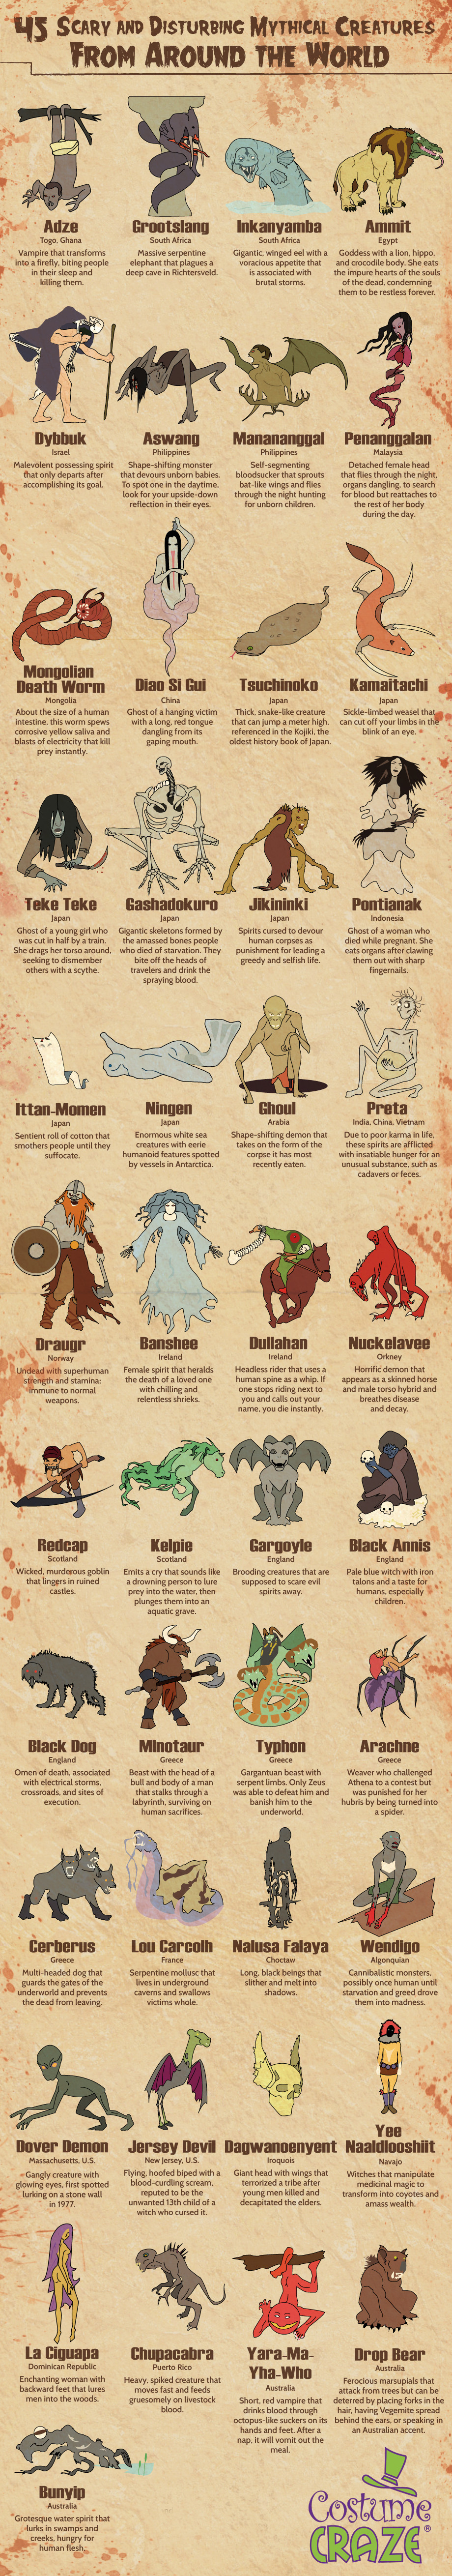 45 Scary and Disturbing Mythical Creatures
From Around the World
Adze
Togo, Ghana
Vampire that transforms
into a firefly, biting people
in their sleep and
killing them.
Grootslang
South Africa
Massive serpentine
elephant that plagues a
deep cave in Richtersveld.
Inkanyamba
South Africa
Gigantic, winged eel with a
voracious appetite that
is associated with
brutal storms.
Ammit
Egypt
Goddess with a lion, hippo,
and crocodile body. She eats
the impure hearts of the souls
of the dead, condemning
them to be restless forever.
Dybbuk
Israel
Malevolent possessing spirit
that only departs after
accomplishing its goal.
Aswang
Philippines
Shape-shifting monster
that devours unborn babies.
To spot one in the daytime,
look for your upside-down
reflection in their eyes.
Manananggal
Philippines
Self-segmenting
bloodsucker that sprouts
bat-like wings and flies
through the night hunting
for unborn children.
Penanggalan
Malaysia
Detached female head
that flies through the night,
organs dangling, to search
for blood but reattaches to
the rest of her body
during the day.
Mongolian
Death Worm
Mongolia
About the size of a human
intestine, this worm spews
corrosive yellow saliva and
blasts of electricity that kill
prey instantly.
Diao Si Gui
China
Ghost of a hanging victim
with a long, red tongue
dangling from its
gaping mouth.
Tsuchinoko
Japan
Thick, snake-like creature
that can jump a meter high,
referenced in the Kojiki, the
oldest history book of Japan.
Kamaitachi
Japan
Sickle-limbed weasel that
can cut off your limbs in the
blink of an eye.
Teke Teke
Japan
Ghost of a young girl who
was cut in half by a train.
She drags her torso around,
seeking to dismember
others with a scythe.
Gashadokuro
Japan
Gigantic skeletons formed by
the amassed bones of people
who died of starvation. They
bite off the heads of
travelers and drink the
spraying blood.
Jikininki
Japan
Spirits cursed to devour
human corpses as
punishment for leading a
greedy and selfish life.
Pontianak
Indonesia
Ghost of a woman who
died while pregnant. She
eats organs after clawing
them out with sharp
fingernails.
Ittan-Momen
Japan
Sentient roll of cotton that
smothers people until they
suffocate.
Ningen
Japan
Enormous white sea
creatures with eerie
humanoid features spotted
by vessels in Antarctica.
Ghoul
Arabia
Shape-shifting demon that
takes on the form of the
corpse it has most
recently eaten.
Preta
India, China, Vietnam
Due to poor karma in life,
these spirits are afflicted
with insatiable hunger for an
unusual substance, such as
cadavers or feces.
Draugr
Norway
Undead with superhuman
strength and stamina;
immune to normal
weapons.
Banshee
Ireland
Female spirit that heralds
the death of a loved one
with chilling and
relentless shrieks.
Dullahan
Ireland
Headless rider that uses a
human spine as a whip. If
one stops riding next to
you and calls out your
name, you die instantly.
Nuckelavee
Orkney
Horrific demon that
appears as a skinned horse
and male torso hybrid and
breathes disease
and decay.
Redcap
Scotland
Wicked, murderous goblin
that lingers in ruined
castles.
Kelpie
Scotland
Emits a cry that sounds like
a drowning person to lure
prey into the water, then
plunges them into an
aquatic grave.
Gargoyle
England
Brooding creatures that are
supposed to scare evil
spirits away.
Black Annis
England
Pale blue witch with iron
talons and a taste for
humans, especially
children.
Black Dog
England
Omen of death, associated
with electrical storms,
crossroads, and sites of
execution.
Minotaur
Greece
Beast with the head of a
bull and body of a man
that stalks through a
labyrinth, surviving on
human sacrifices.
Typhon
Greece
Gargantuan beast with
serpent limbs. Only Zeus
was able to defeat him and
banish him to the
underworld.
Arachne
Greece
Weaver who challenged
Athena to a contest but
was punished for her
hubris by being turned into
a spider.
Cerberus
Greece
Multi-headed dog that
guards the gates of the
underworld and prevents
the dead from leaving.
Lou Carcolh
France
Serpentine mollusc that
lives in underground
caverns and swallows
victims whole.
Nalusa Falaya
Choctaw
Long, black beings that
slither and melt into
shadows.
Wendigo
Algonquian
Cannibalistic monsters,
possibly once human until
starvation and greed drove
them into madness.
Dover Demon
Massachusetts, U.S.
Gangly creature with
glowing eyes, first spotted
lurking on a stone wall
in 1977.
Jersey Devil
New Jersey, U.S.
Flying, hoofed biped with a
blood-curdling scream,
reputed to be the
unwanted 13th child of a
witch who cursed it.
Dagwanoenyent
Iroquois
Giant head with wings that
terrorized a tribe after
young men killed and
decapitated the elders.
Yee
Naaldlooshiit
Navajo
Witches that manipulate
medicinal magic to
transform into coyotes and
amass wealth.
La Ciguapa
Dominican Republic
Enchanting woman with
backward feet that lures
men into the woods.
Chupacabra
Puerto Rico
Heavy, spiked creature that
moves fast and feeds
gruesomely on livestock
blood.
Yara-Ma-
Yha-Who
Australia
Short, red vampire that
drinks blood through
octopus-like suckers on its
hands and feet. After a
nap, it will vomit out the
meal.
Drop Bear
Australia
Ferocious marsupials that
attack from trees but can be
deterred by placing forks in the
hair, having Vegemite spread
behind the ears, or speaking in
an Australian accent.
Bunyip
Australia
Grotesque water spirit that
lurks in swamps and
creeks, hungry for
human flesh.
Costume
CRAZE®